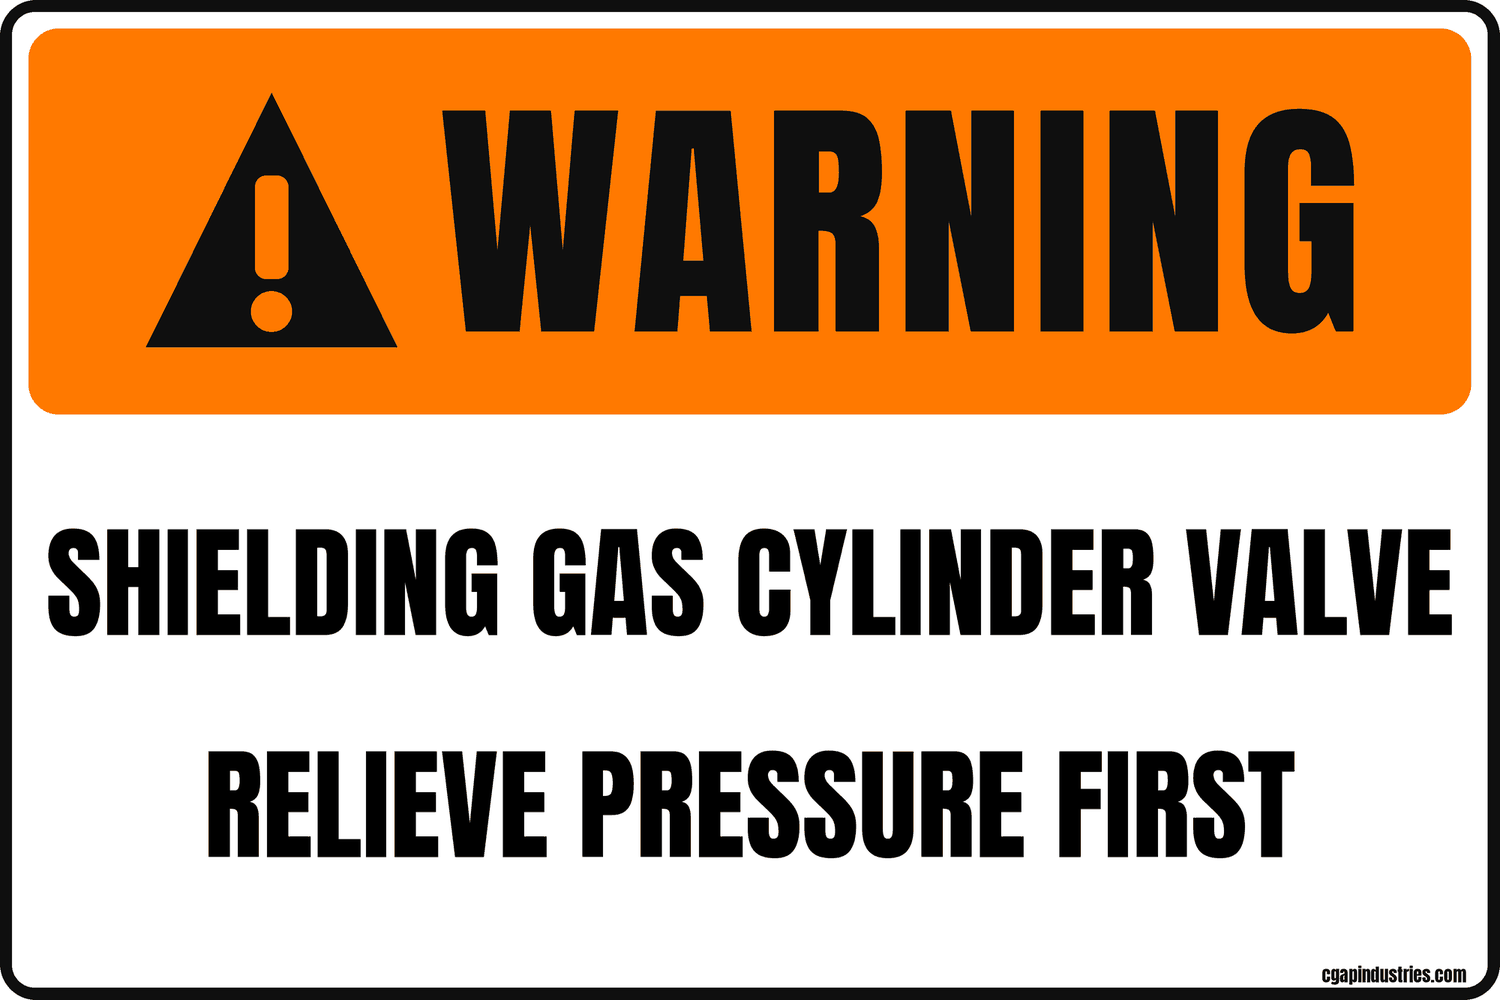 WARNING
SHIELDING GAS CYLINDER VALVE
RELIEVE PRESSURE FIRST
cgapindustries.com